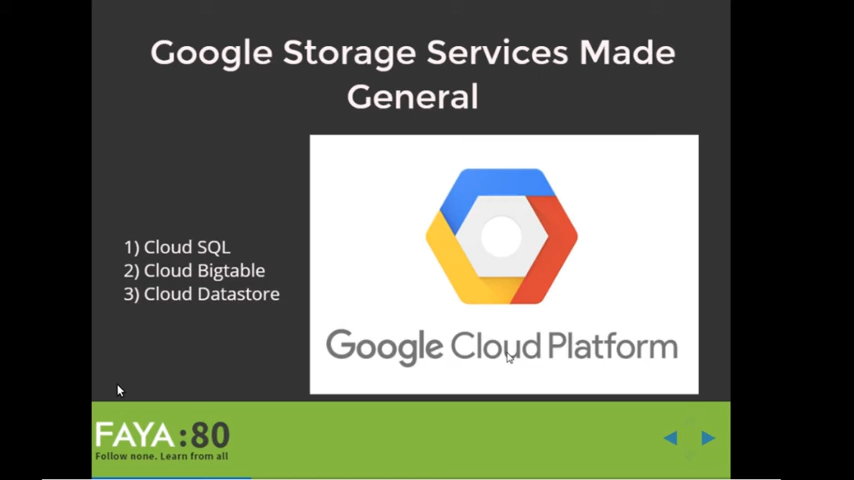 Google Storage Services Made
General
1) Cloud SQL
2) Cloud Bigtable
3) Cloud Datastore
Google Cloud Platform
FAYA:80
Follow none. Learn from all